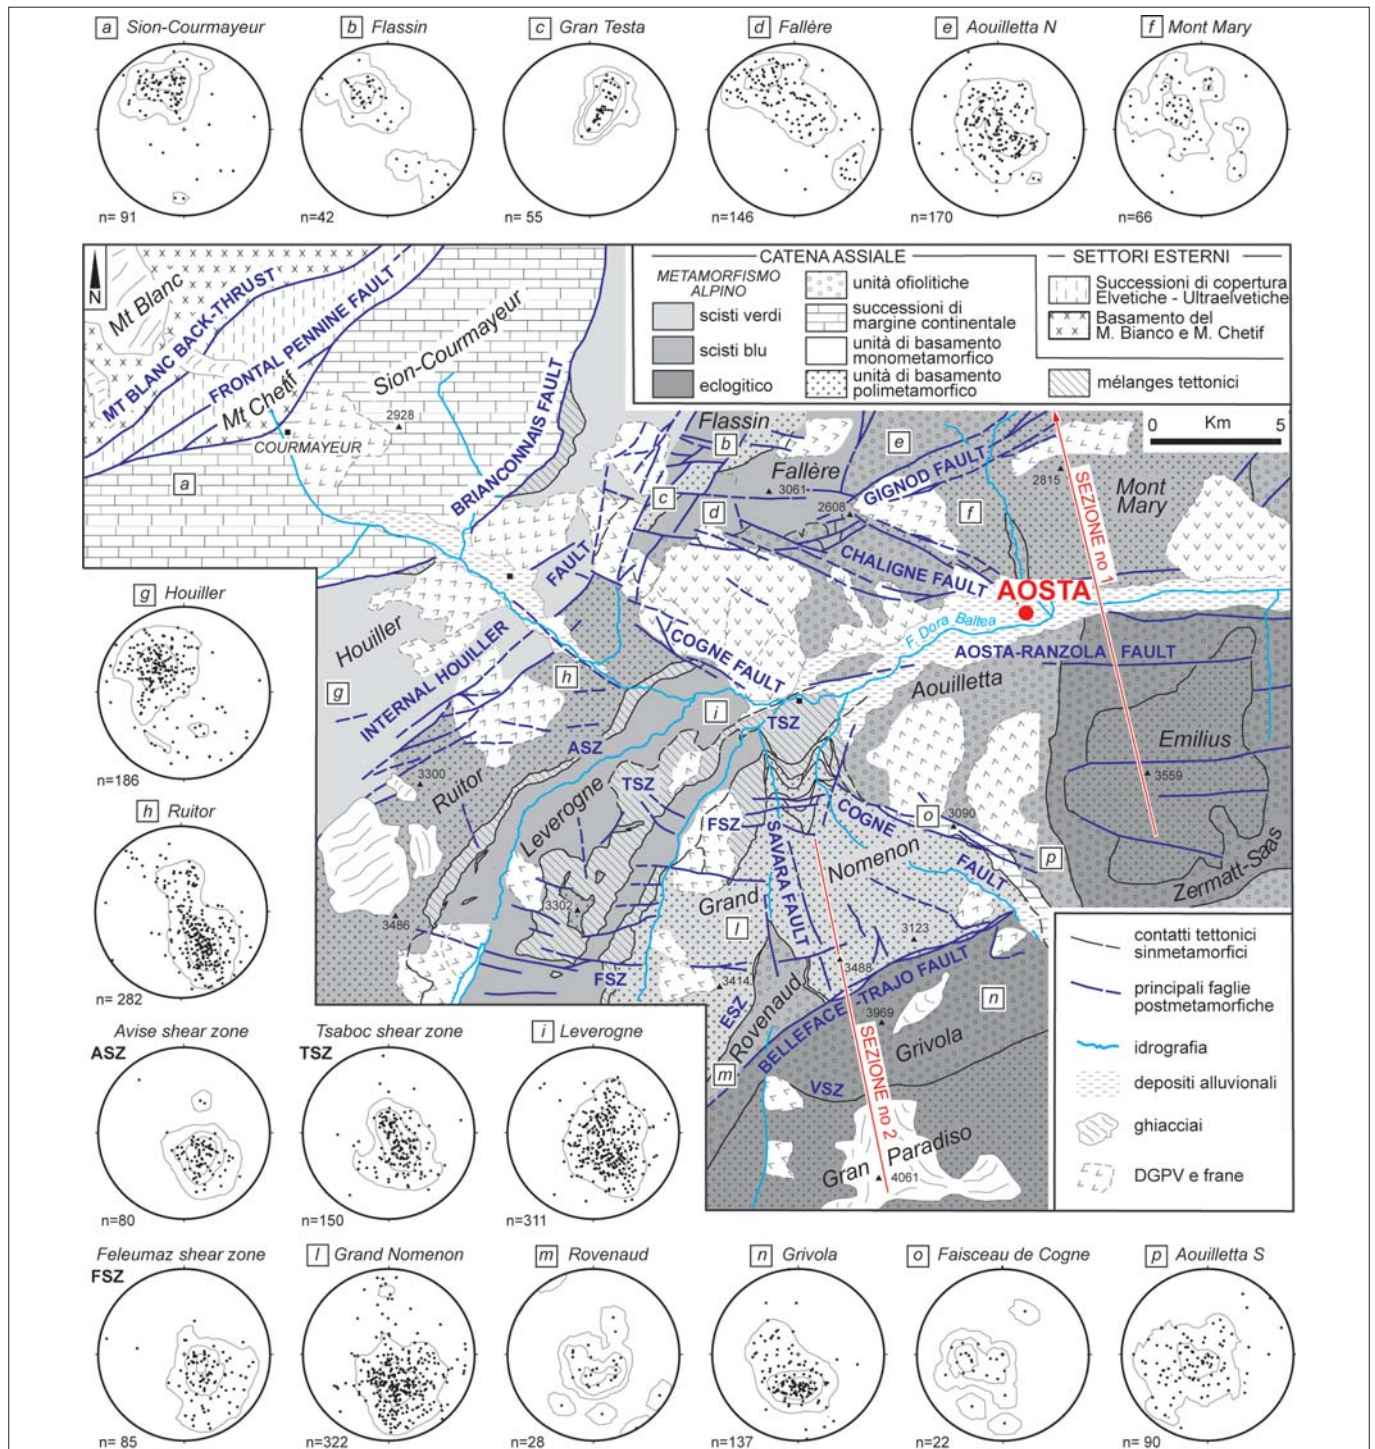 a Sion-Courmayeur
b Flassin
c Gran Testa
d Fallère
e Aouilletta N
f Mont Mary
n= 91
n=42
n= 55
n=146
n=170
n=66
N
Mt Blanc
MT BLANC BACK-THRUST
FRONTAL PENNINE FAULT
Mt Chetif
Sion-Courmayeur
2928
COURMAYEUR
BRIANCONNAIS FAULT
a
CATENA ASSIALE
METAMORFISMO
ALPINO
scisti verdi
scisti blu
eclogitico
unità ofiolitiche
successioni di
margine continentale
unità di basamento
monometamorfico
unità di basamento
polimetamorfico
SETTORI ESTERNI
Successioni di copertura
Elvetiche - Ultraelvetiche
Basamento del
M. Bianco e M. Chetif
mélanges tettonici
0 Km 5
Flassin
b
e
Fallère
3061
GIGNOD FAULT
2815
Mont
Mary
c
d
2608
f
SEZIONE no 1
CHALIGNE FAULT
FAULT
AOSTA
F. Dora Baltea
Houiller
g
INTERNAL HOUILLER
h
COGNE FAULT
AOSTA-RANZOLA FAULT
Aouilletta
i
TSZ
ASZ
Emilius
3559
3300
Ruitor
Leverogne
TSZ
FSZ
SAVARA FAULT
COGNE
o
3090
FAULT
p
Nomenon
Zermatt-Saas
Grand
3302
3486
l
3123
FSZ
3414
3488
ESZ
Rovenaud
BELLEFACE -TRAJO FAULT
n
3969
Grivola
m
VSZ
SEZIONE no 2
Gran Paradiso
4061
contatti tettonici
sinmetamorfici
principali faglie
postmetamorfiche
idrografia
depositi alluvionali
ghiacciai
DGPV e frane
g Houiller
n=186
h Ruitor
n= 282
Avise shear zone
ASZ
n=80
Tsaboc shear zone
TSZ
n=150
i Leverogne
n=311
Feleumaz shear zone
FSZ
l Grand Nomenon
m Rovenaud
n Grivola
o Faisceau de Cogne
p Aouilletta S
n= 85
n=322
n=28
n=137
n=22
n= 90